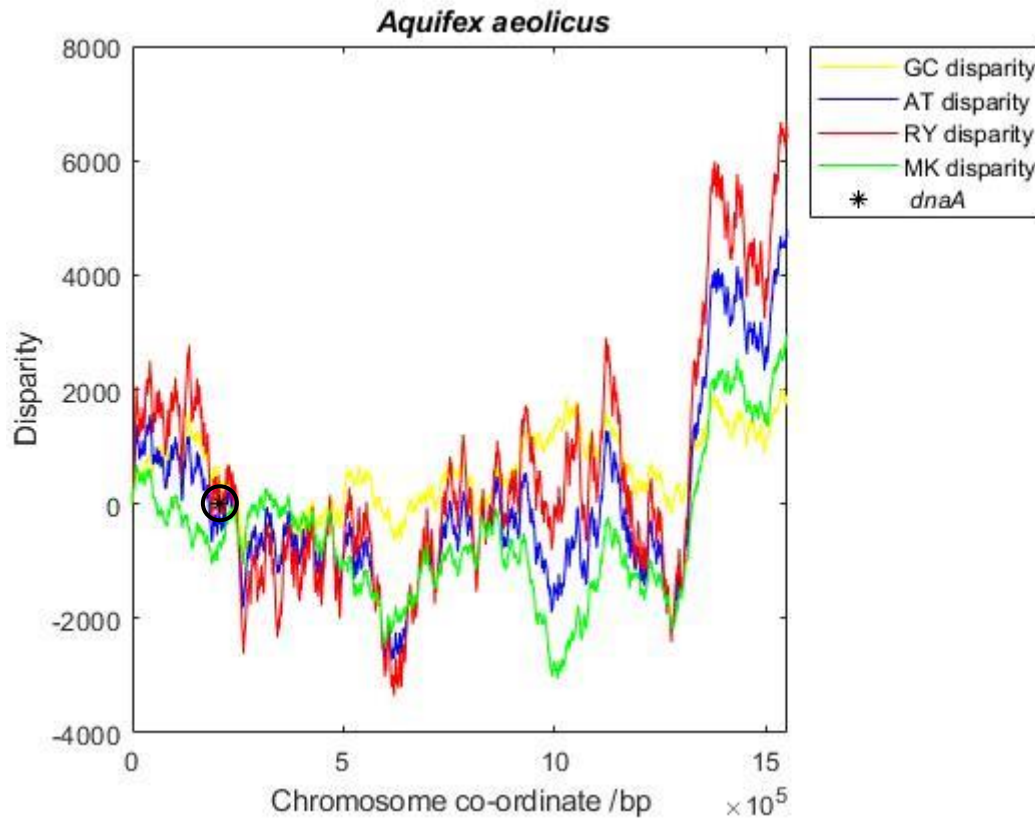 Aquifex aeolicus
8000
6000
4000
2000
0
-2000
-4000
Disparity
0
5
10
15
Chromosome co-ordinate /bp
×10^5
GC disparity
AT disparity
RY disparity
MK disparity
dnaA